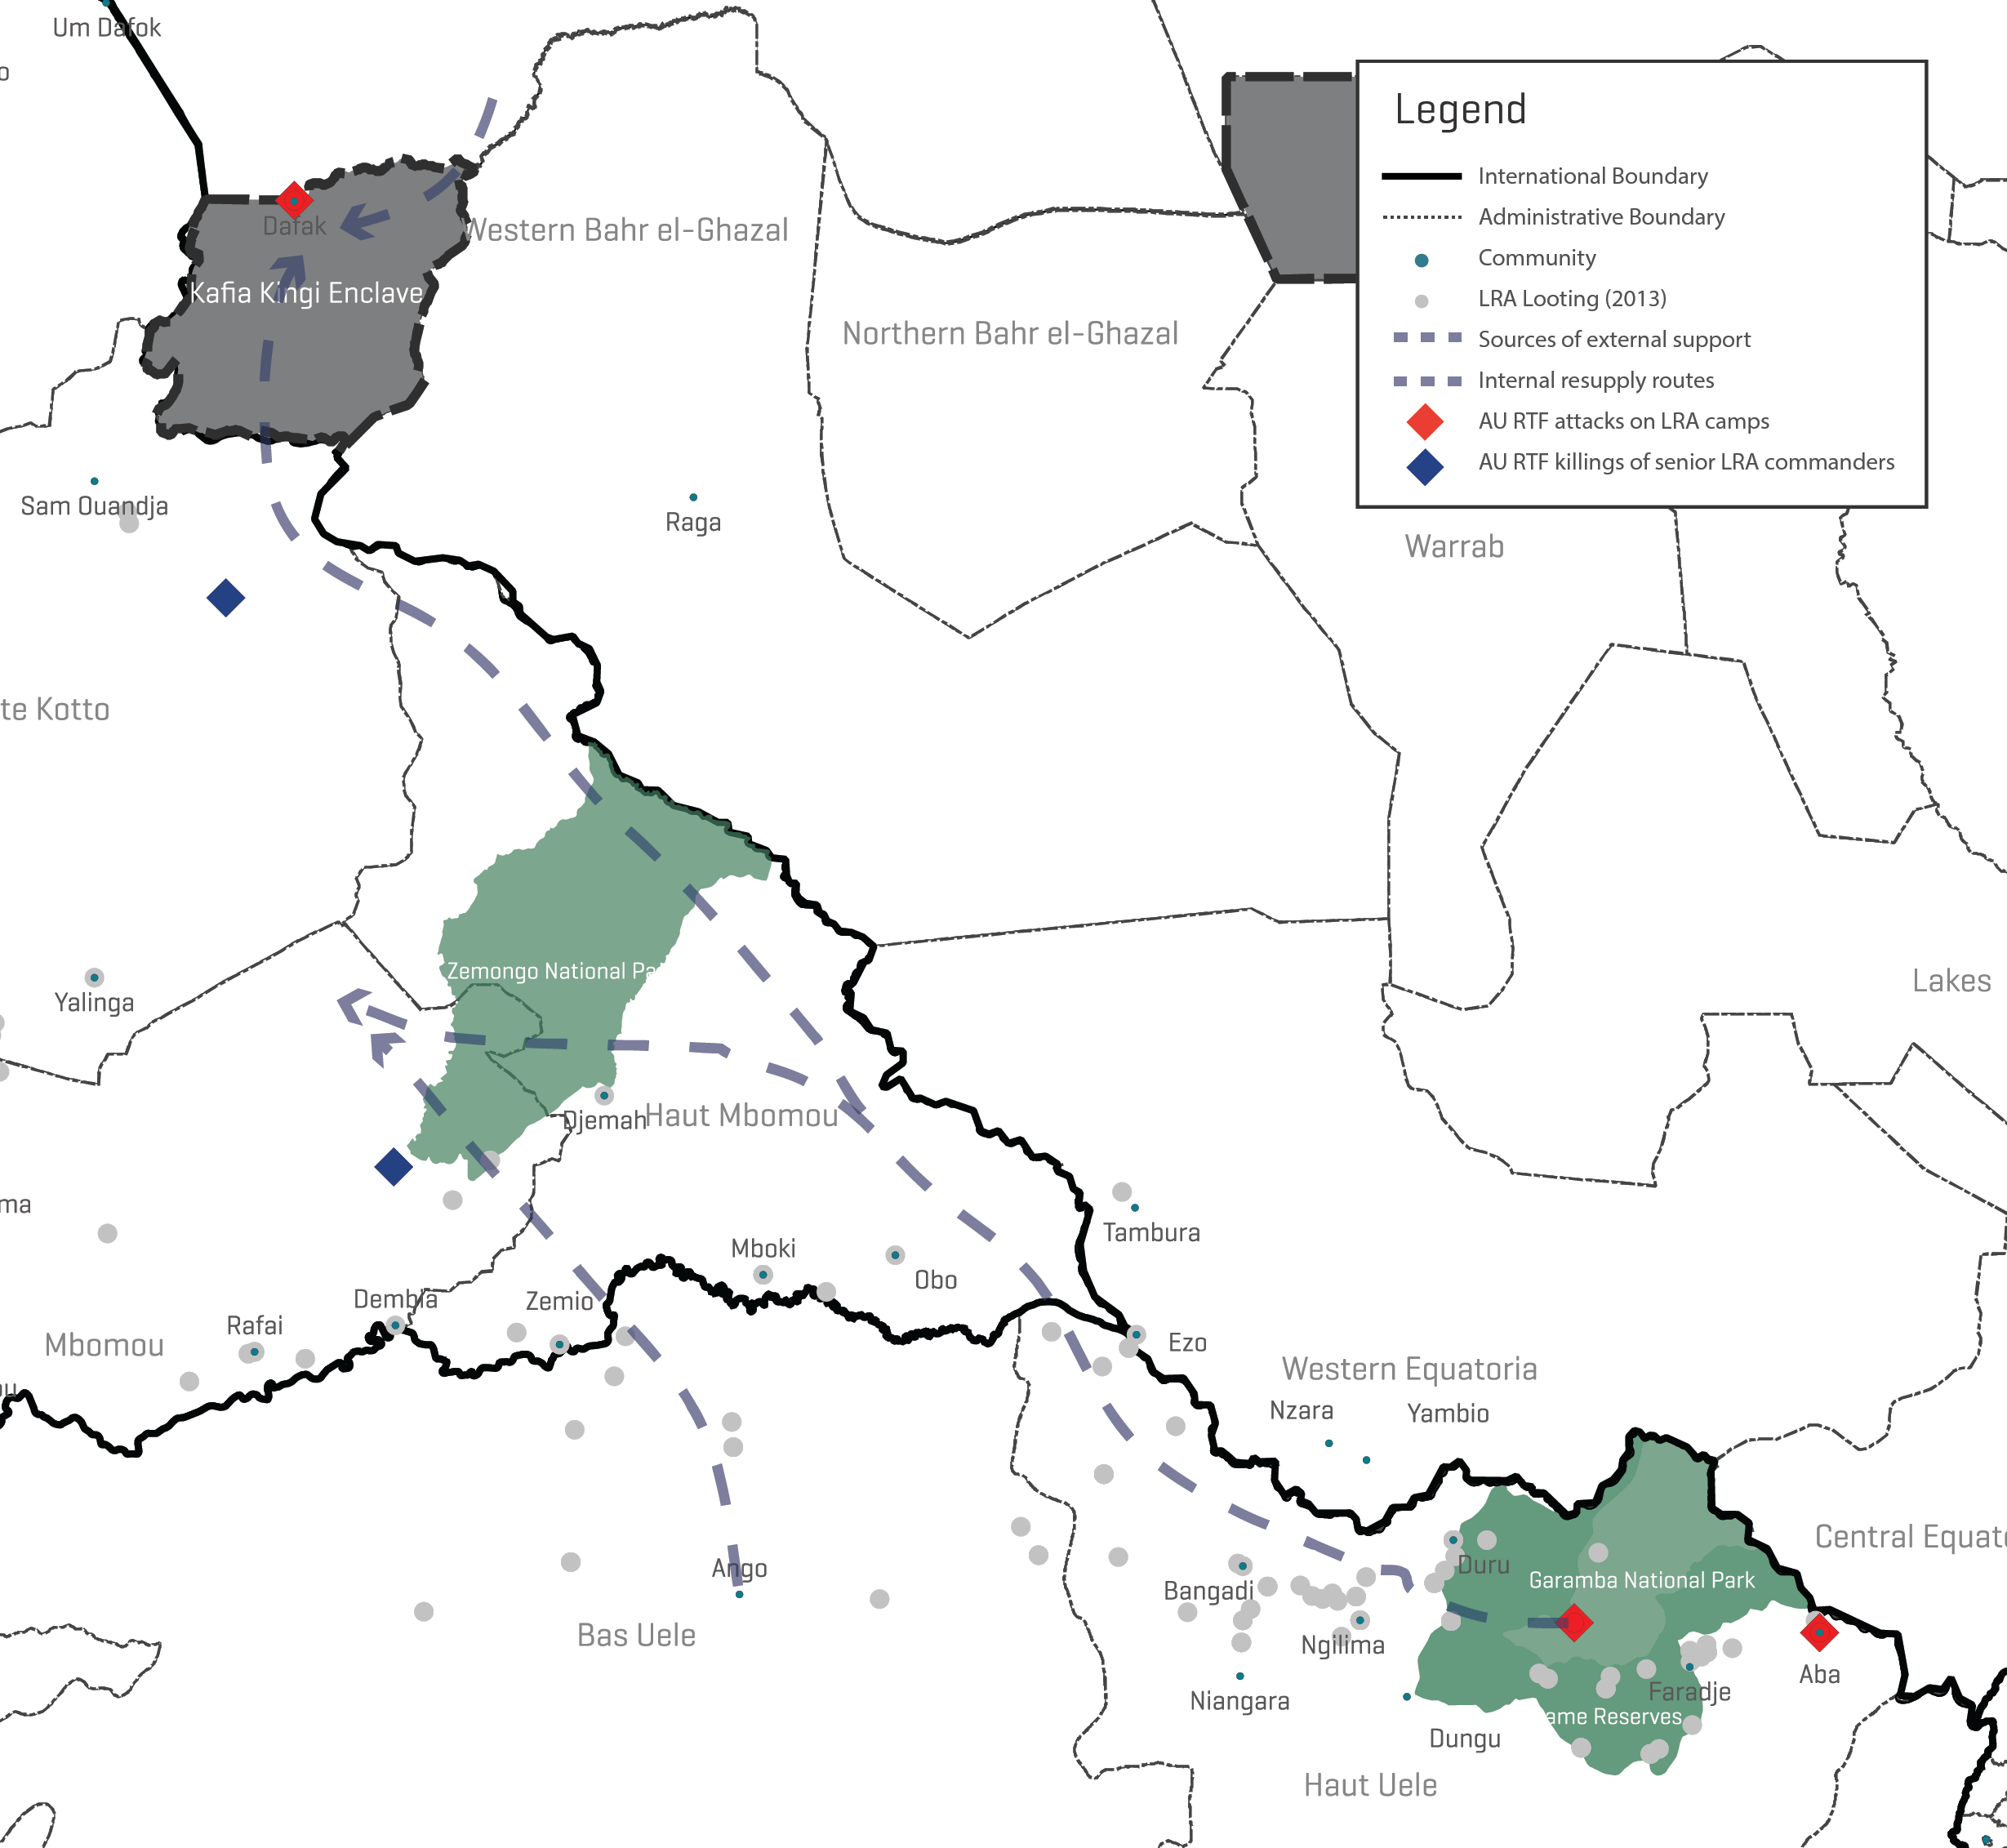 Um Dafok
Legend
International Boundary
Administrative Boundary
Community
LRA Looting (2013)
Sources of external support
Internal resupply routes
AU RTF attacks on LRA camps
AU RTF killings of senior LRA commanders
Dafak
Western Bahr el-Ghazal
Kafia Kingi Enclave
Northern Bahr el-Ghazal
Sam Ouandja
Raga
Warrab
te Kotto
Zemongo National Pa
Lakes
Yalinga
Djemah
Haut Mbomou
ma
Tambura
Mboki
Obo
Dembia
Zemio
Rafai
Mbomou
Ezo
Western Equatoria
Nzara
Yambio
Central Equato
Ango
Duru
Garamba National Park
Bangadi
Bas Uele
Ngilima
Aba
Faradje
Niangara
ame Reserves
Dungu
Haut Uele